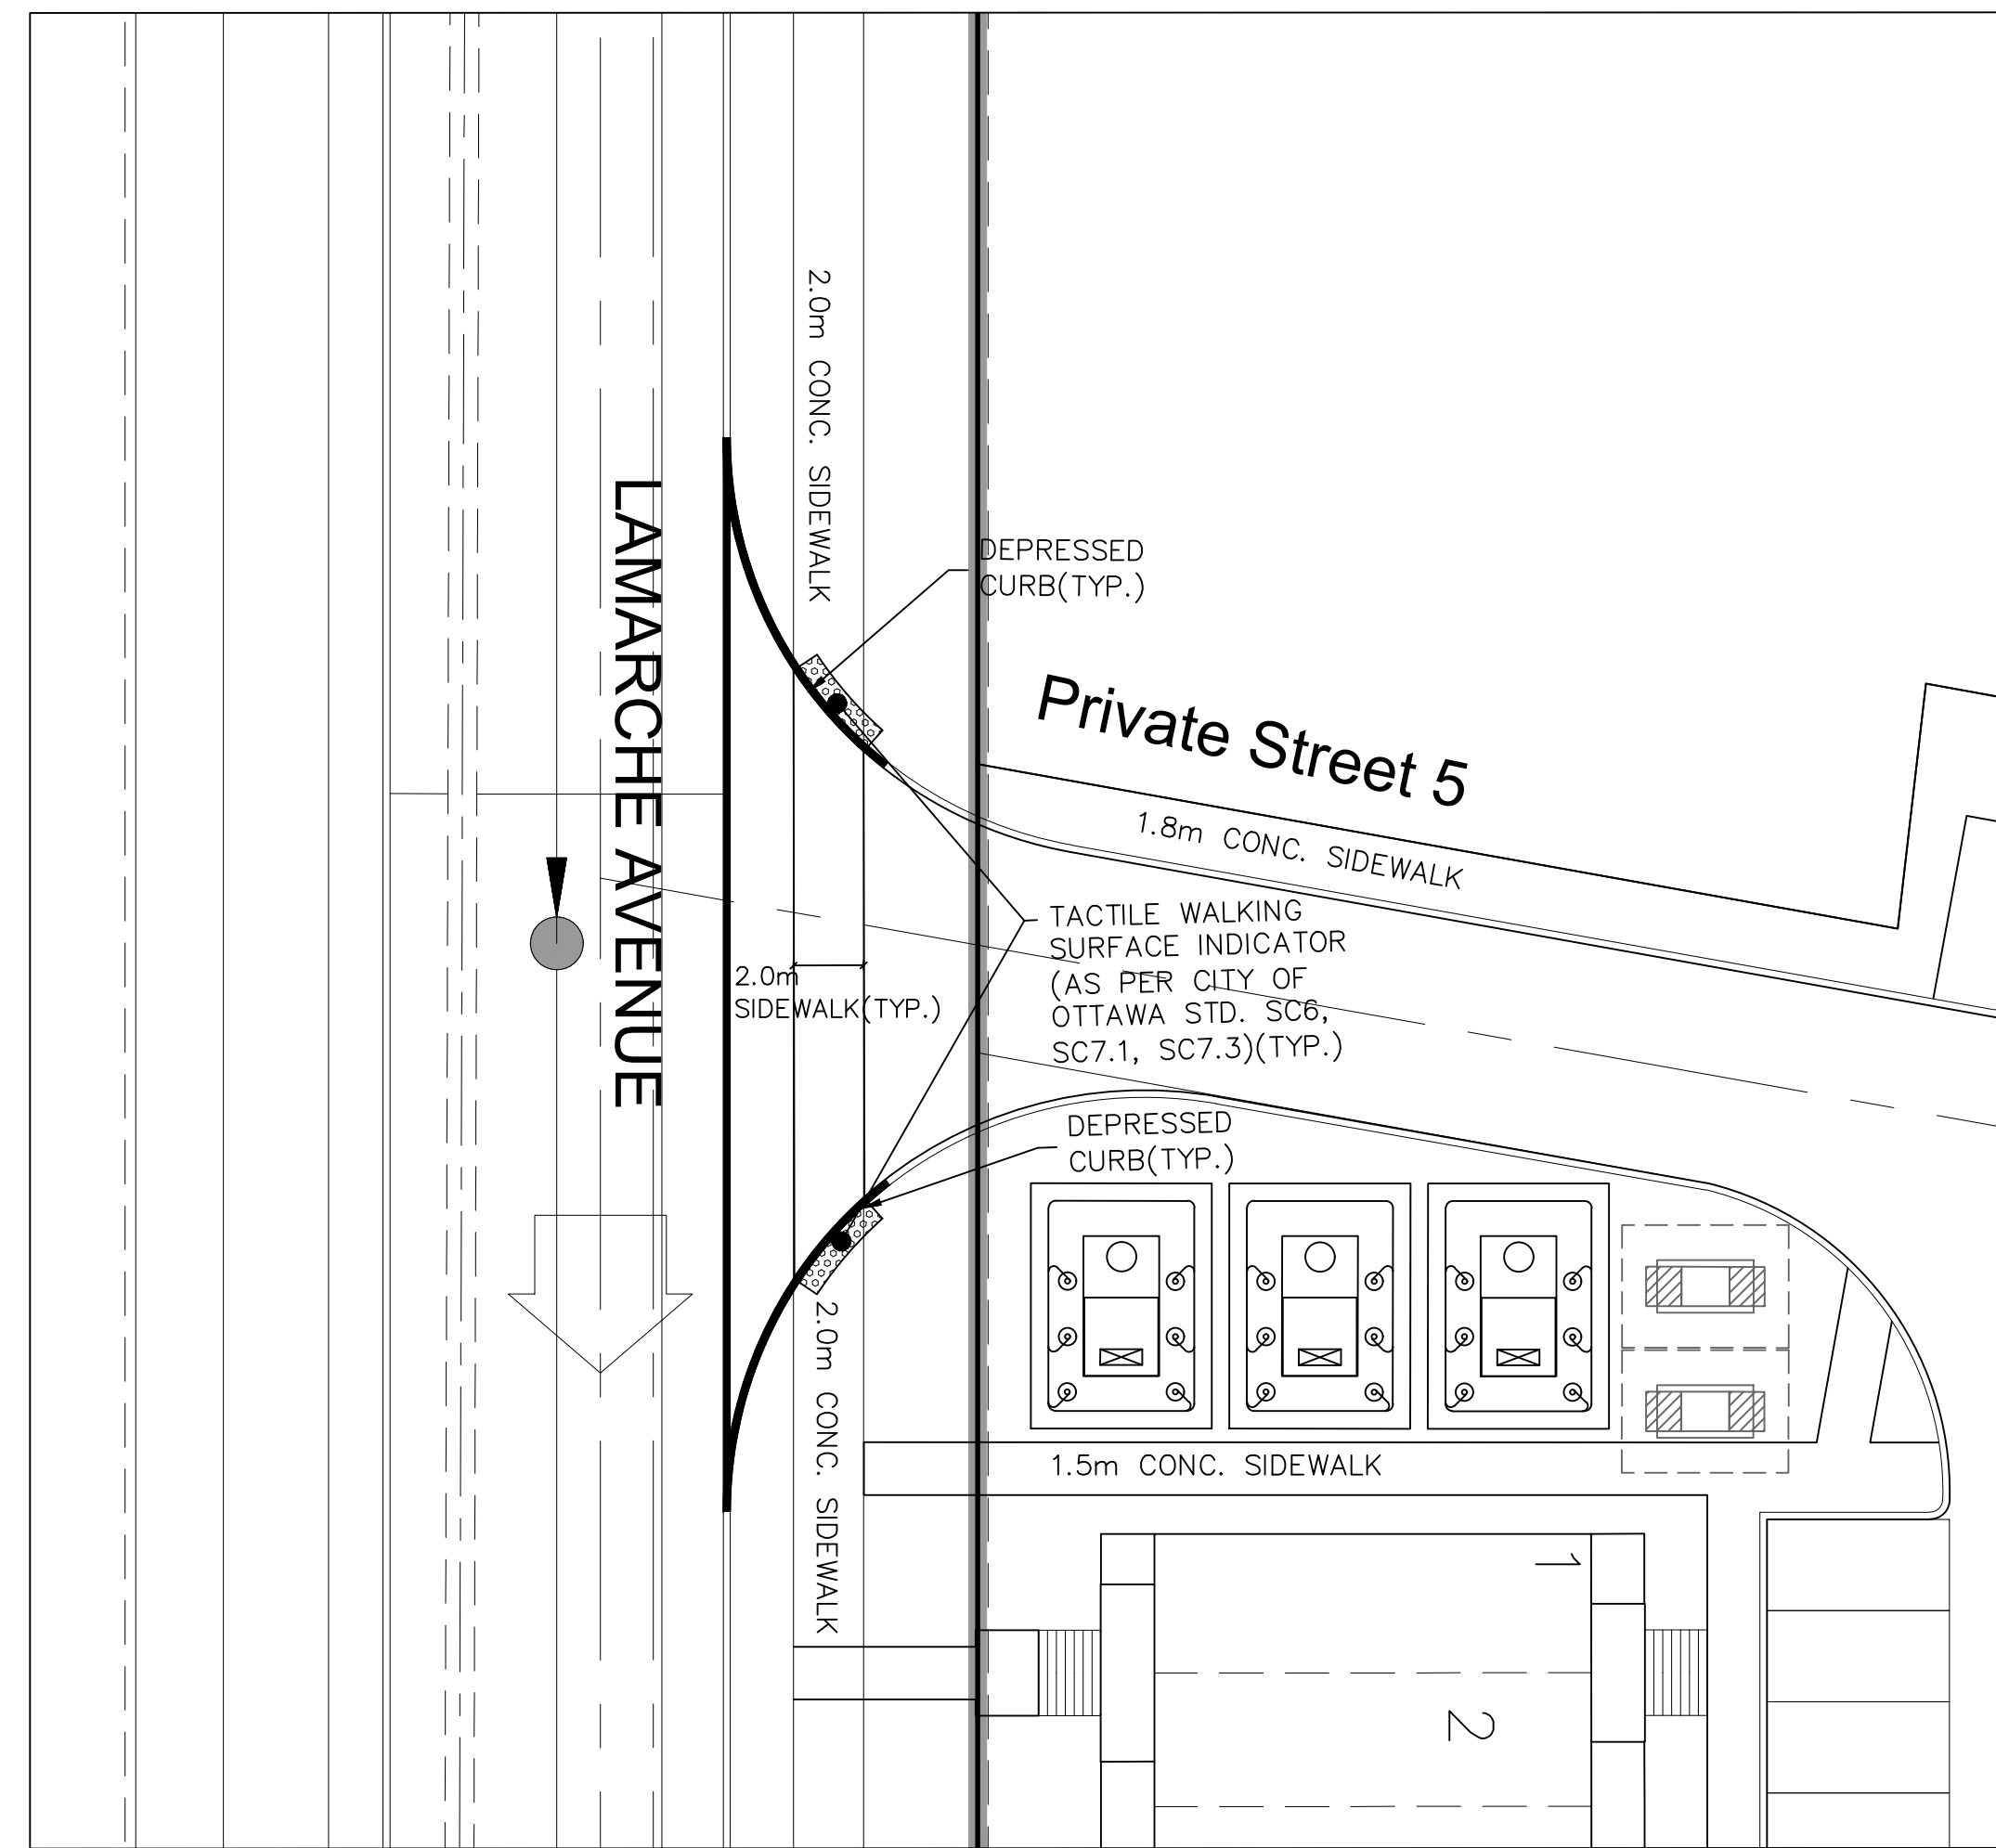 2.0m CONC. SIDEWALK
LAMARCHE AVENUE
DEPRESSED
CURB(TYP.)
Private Street 5
1.8m CONC. SIDEWALK
TACTILE WALKING
SURFACE INDICATOR
(AS PER CITY OF
OTTAWA STD. SC6,
SC7.1, SC7.3)(TYP.)
2.0m
SIDEWALK(TYP.)
DEPRESSED
CURB(TYP.)
2.0m CONC. SIDEWALK
1.5m CONC. SIDEWALK
1
2